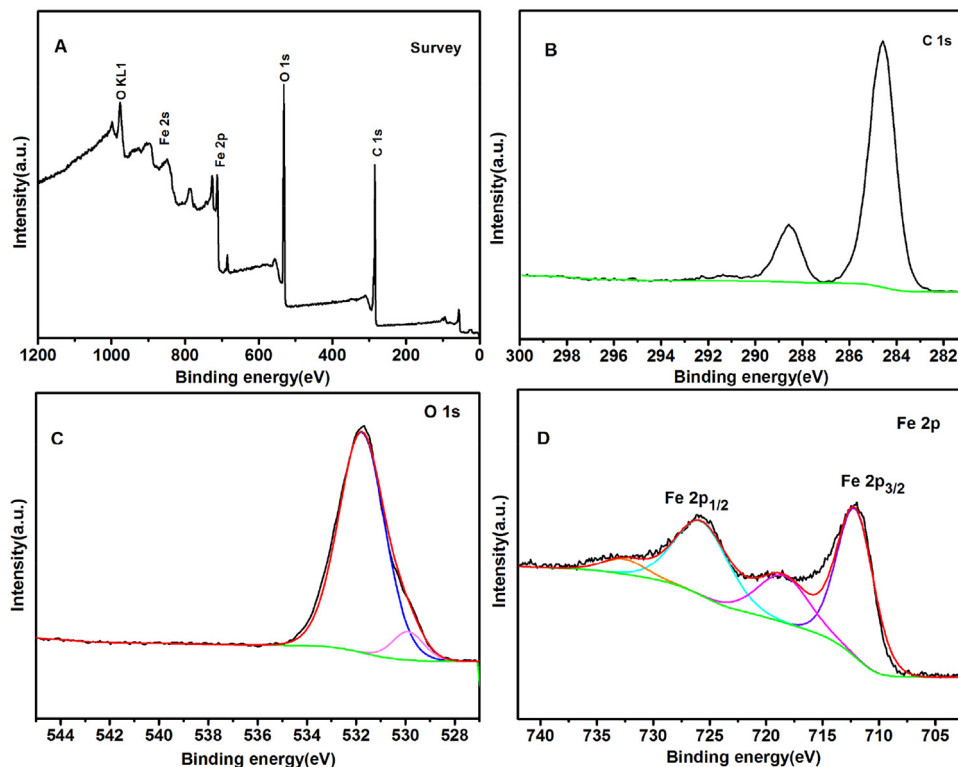 A
Survey
O KL1
Fe 2s
Fe 2p
O 1s
C 1s
Intensity(a.u.)
1200 1000 800 600 400 200 0
Binding energy(eV)
B
C 1s
Intensity(a.u.)
300 298 296 294 292 290 288 286 284 282
Binding energy(eV)
C
O 1s
Intensity(a.u.)
544 542 540 538 536 534 532 530 528
Binding energy(eV)
D
Fe 2p
Fe 2p1/2
Fe 2p3/2
Intensity(a.u.)
740 735 730 725 720 715 710 705
Binding energy(eV)